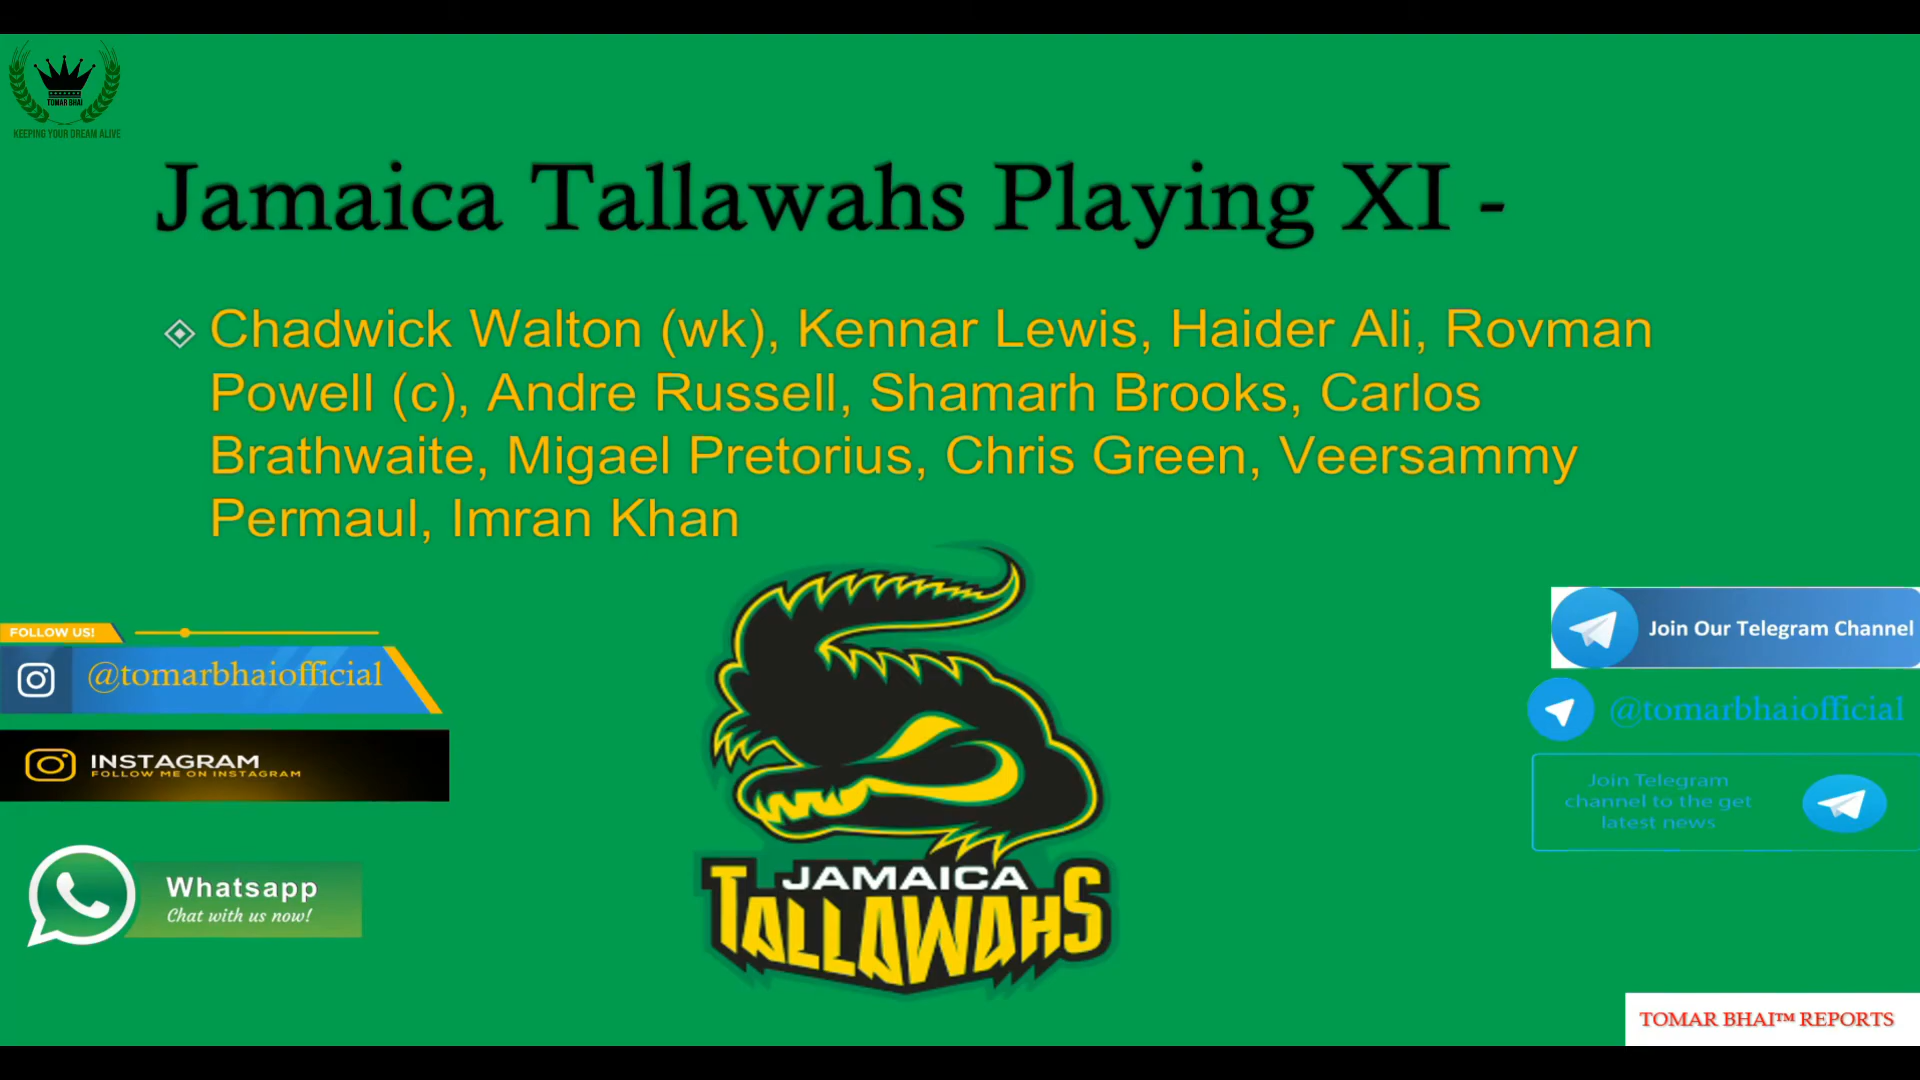 TOMAR BHAI
KEEPING YOUR DREAM ALIVE
Jamaica Tallawahs Playing XI -
Chadwick Walton (wk), Kennar Lewis, Haider Ali, Rovman
Powell (c), Andre Russell, Shamarh Brooks, Carlos
Brathwaite, Migael Pretorius, Chris Green, Veersammy
Permaul, Imran Khan
FOLLOW US!
@tomarbhaiofficial
INSTAGRAM
FOLLOW ME ON INSTAGRAM
Whatsapp
Chat with us now!
JAMAICA
TALLAWAHS
Join Our Telegram Channel
@tomarbhaiofficial
Join Telegram
channel to the get
latest news
TOMAR BHAI™ REPORTS